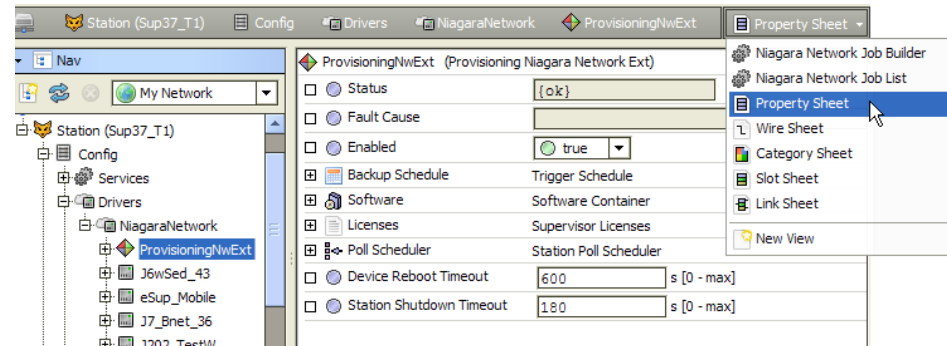 Station (Sup37_T1) Config Drivers NiagaraNetwork ProvisioningNwExt Property Sheet
Nav
My Network
Station (Sup37_T1)
Config
Services
Drivers
NiagaraNetwork
ProvisioningNwExt
J6wSed_43
eSup_Mobile
J7_Bnet_36
J202_TestW
ProvisioningNwExt (Provisioning Niagara Network Ext)
Status {ok}
Fault Cause
Enabled true
Backup Schedule Trigger Schedule
Software Software Container
Licenses Supervisor Licenses
Poll Scheduler Station Poll Scheduler
Device Reboot Timeout 600 s [0 - max]
Station Shutdown Timeout 180 s [0 - max]
Niagara Network Job Builder
Niagara Network Job List
Property Sheet
Wire Sheet
Category Sheet
Slot Sheet
Link Sheet
New View